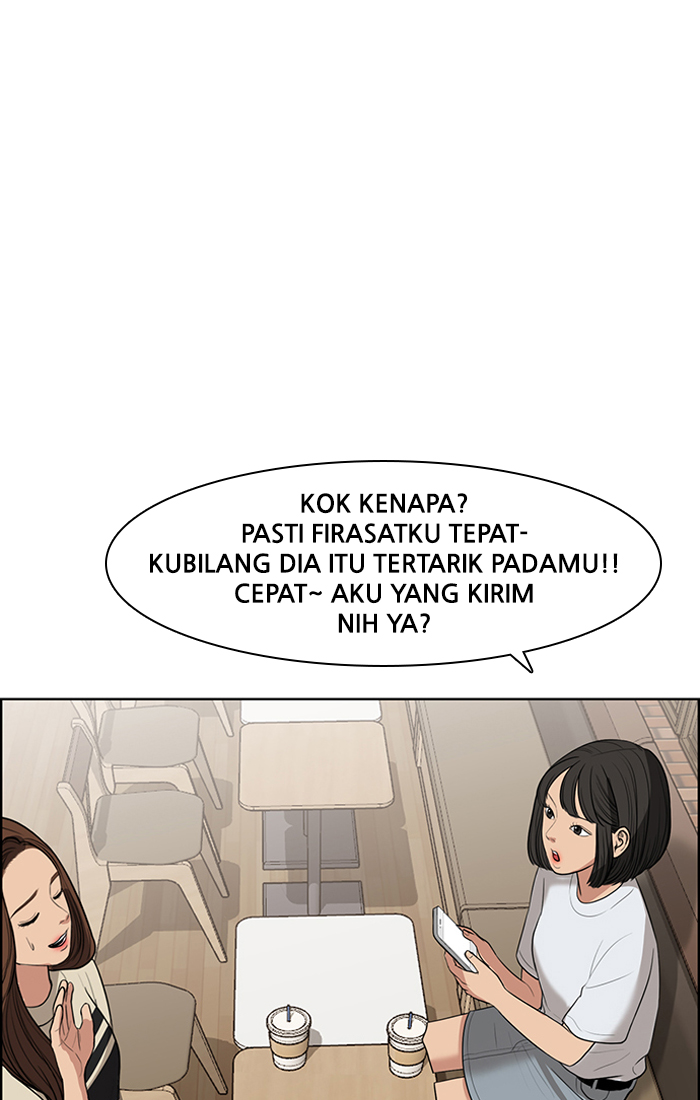 KOK KENAPA?
PASTI FIRASATKU TEPAT-
KUBILANG DIA ITU TERTARIK PADAMU!!
CEPAT~ AKU YANG KIRIM
NIH YA?